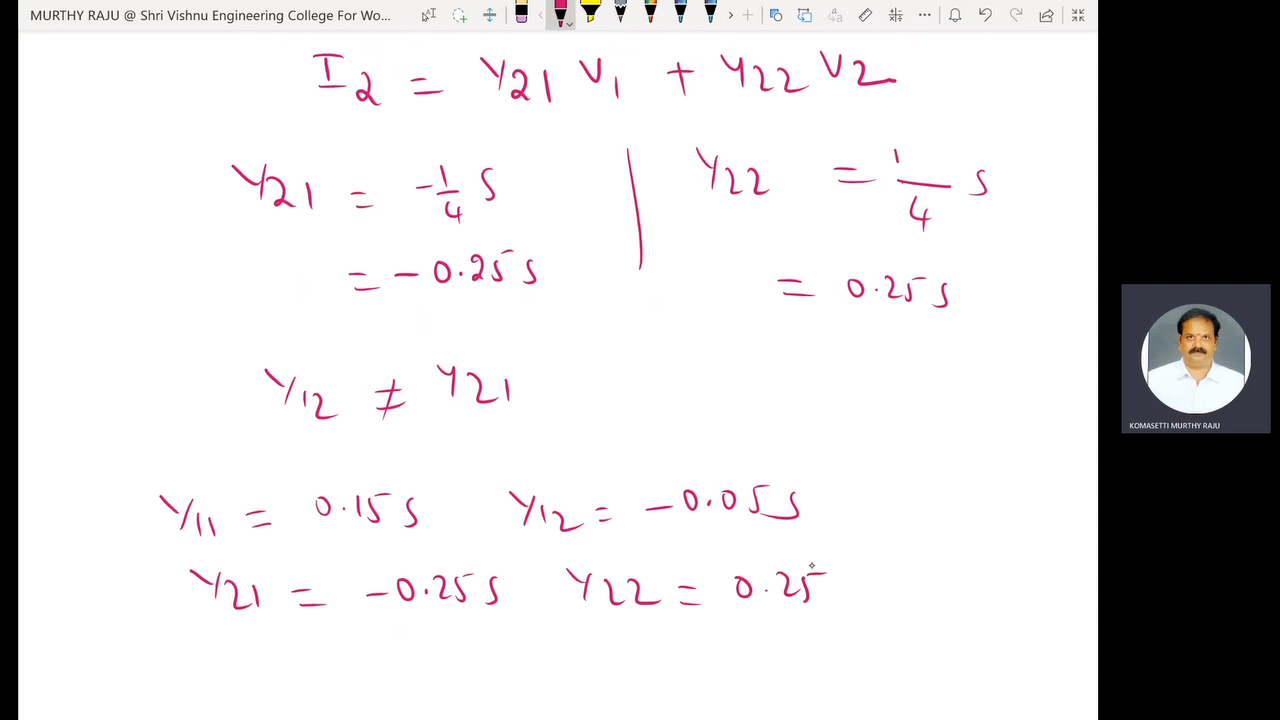 MURTHY RAJU @ Shri Vishnu Engineering College For Wo...
I2 = Y21 V1 + Y22 V2
Y21 = -1/4 S
Y22 = 1/4 S
= -0.25 S
= 0.25 S
Y12 ≠ Y21
Y11 = 0.15 S Y12 = -0.05 S
Y21 = -0.25 S Y22 = 0.25
KOMASETTI MURTHY RAJU